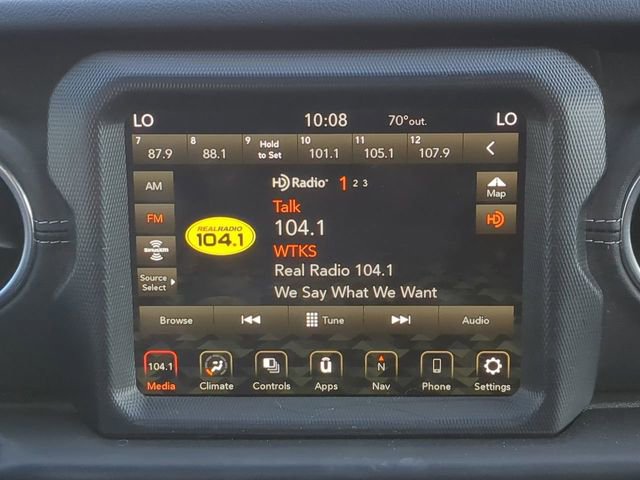 LO 10:08 70°out. LO
7 87.9 8 88.1 9 Hold to Set 10 101.1 11 105.1 12 107.9
AM
HD Radio 1 2 3
Map
FM
HD
Talk
104.1
REALRADIO
104.1
WTKS
SiriusXM
Real Radio 104.1
Source
Select
We Say What We Want
Browse Tune Audio
104.1 N
Media Climate Controls Apps Nav Phone Settings